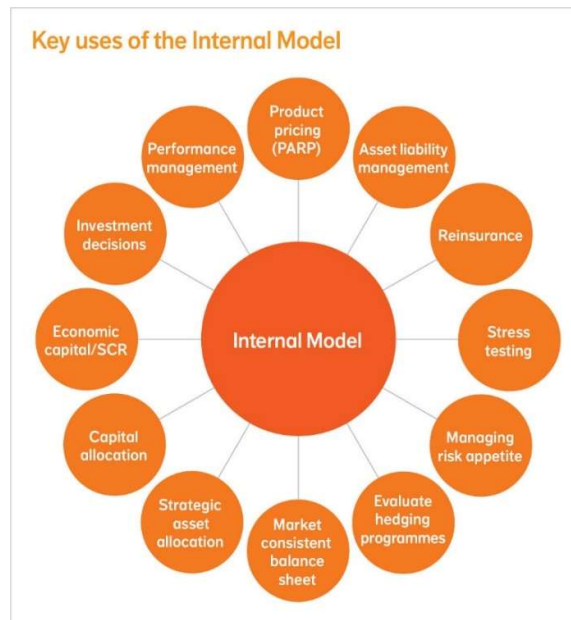 Key uses of the Internal Model
Product
pricing
(PARP)
Asset liability
management
Reinsurance
Stress
testing
Managing
risk appetite
Evaluate
hedging
programmes
Market
consistent
balance
sheet
Strategic
asset
allocation
Capital
allocation
Economic
capital/SCR
Investment
decisions
Performance
management
Internal Model